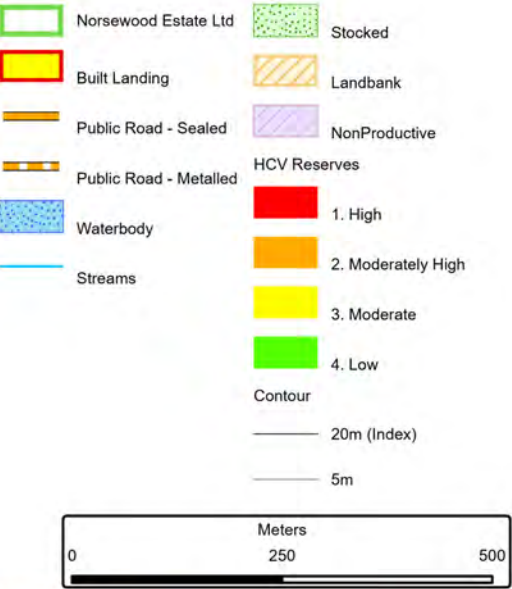 Norsewood Estate Ltd
Built Landing
Public Road - Sealed
Public Road - Metalled
Waterbody
Streams
Stocked
Landbank
NonProductive
HCV Reserves
1. High
2. Moderately High
3. Moderate
4. Low
Contour
20m (Index)
5m
Meters
0 250 500